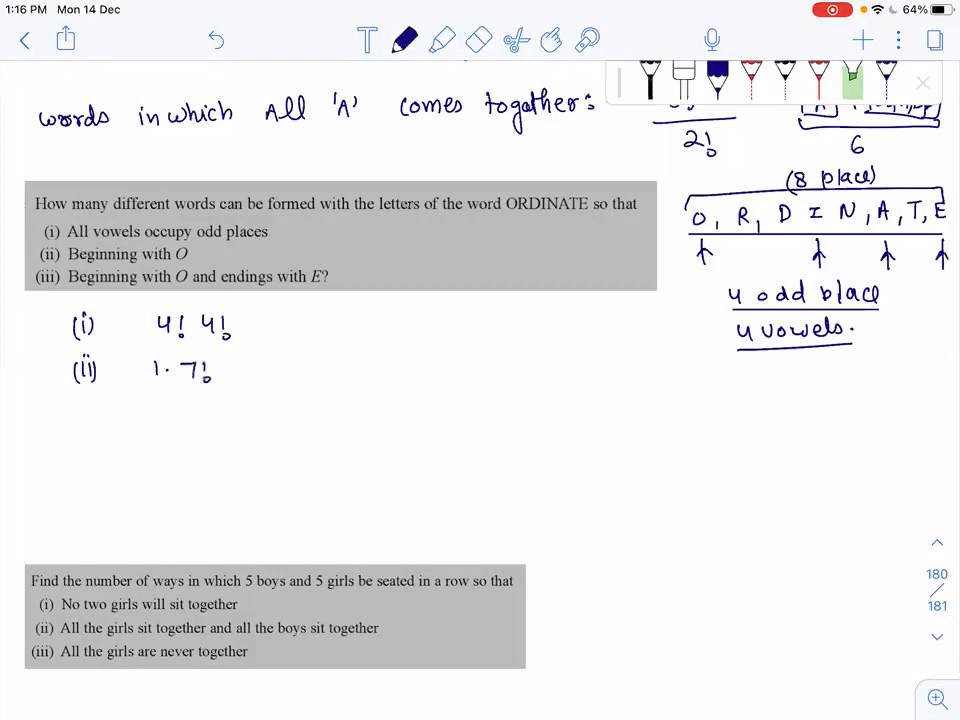 1:16 PM Mon 14 Dec
64%
words in which All 'A' comes together:
2!
6
(8 place)
O, R, D I N, A, T, E
4 odd place
4 vowels.
How many different words can be formed with the letters of the word ORDINATE so that
(i) All vowels occupy odd places
(ii) Beginning with O
(iii) Beginning with O and endings with E?
(i) 4! 4!
(ii) 1. 7!
Find the number of ways in which 5 boys and 5 girls be seated in a row so that
(i) No two girls will sit together
(ii) All the girls sit together and all the boys sit together
(iii) All the girls are never together
180
181